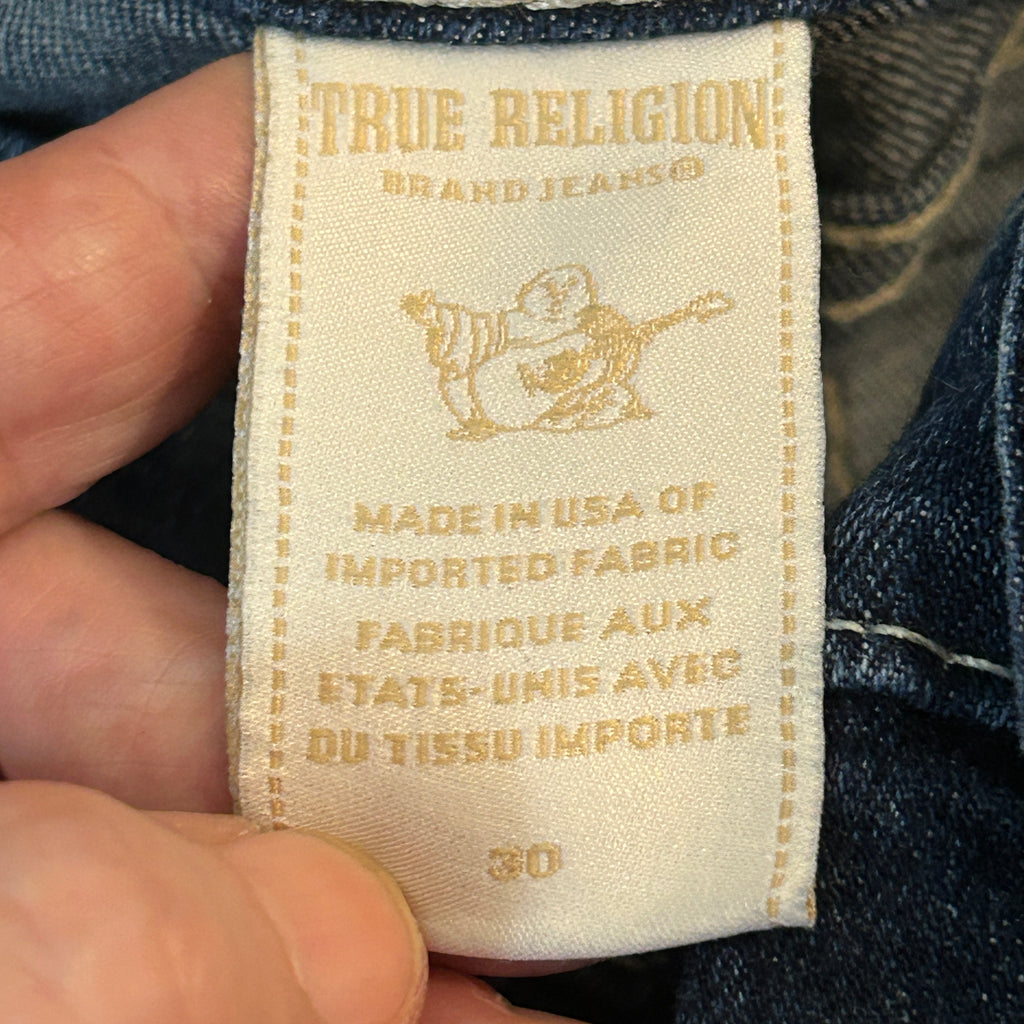 TRUE RELIGION
BRAND JEANS®
MADE IN USA OF
IMPORTED FABRIC
FABRIQUE AUX
ETATS-UNIS AVEC
DU TISSU IMPORTE
30